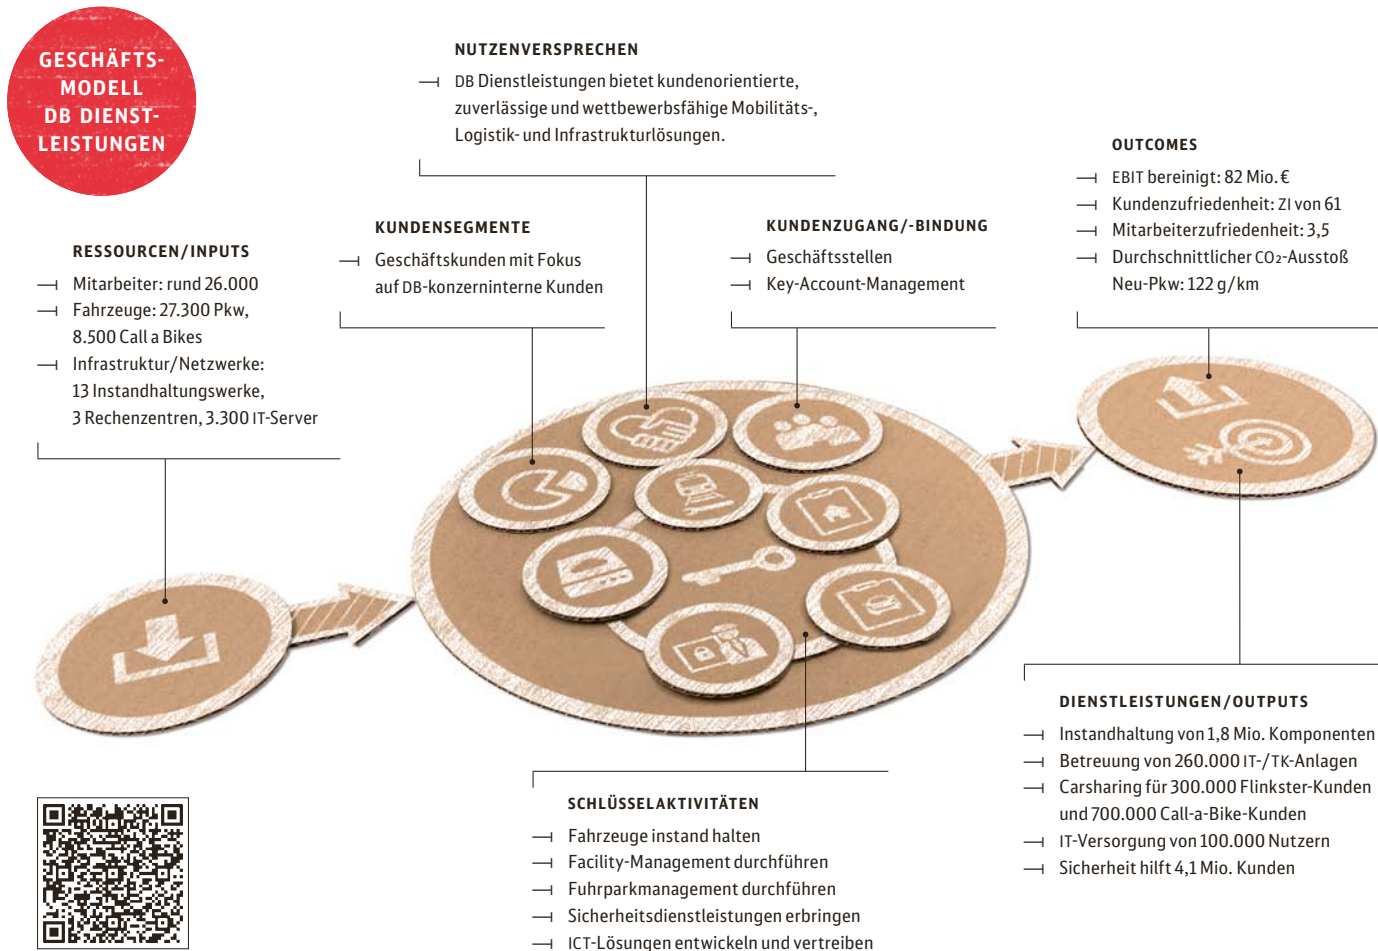 GESCHÄFTS-
MODELL
DB DIENST-
LEISTUNGEN
NUTZENVERSPRECHEN
DB Dienstleistungen bietet kundenorientierte,
zuverlässige und wettbewerbsfähige Mobilitäts-,
Logistik- und Infrastrukturlösungen.
RESSOURCEN/INPUTS
Mitarbeiter: rund 26.000
Fahrzeuge: 27.300 Pkw,
8.500 Call a Bikes
Infrastruktur/Netzwerke:
13 Instandhaltungswerke,
3 Rechenzentren, 3.300 IT-Server
KUNDENSEGMENTE
Geschäftskunden mit Fokus
auf DB-konzerninterne Kunden
KUNDENZUGANG/-BINDUNG
Geschäftsstellen
Key-Account-Management
OUTCOMES
EBIT bereinigt: 82 Mio. €
Kundenzufriedenheit: ZI von 61
Mitarbeiterzufriedenheit: 3,5
Durchschnittlicher CO₂-Ausstoß
Neu-Pkw: 122 g/km
SCHLÜSSELAKTIVITÄTEN
Fahrzeuge instand halten
Facility-Management durchführen
Fuhrparkmanagement durchführen
Sicherheitsdienstleistungen erbringen
ICT-Lösungen entwickeln und vertreiben
DIENSTLEISTUNGEN/OUTPUTS
Instandhaltung von 1,8 Mio. Komponenten
Betreuung von 260.000 IT-/TK-Anlagen
Carsharing für 300.000 Flinkster-Kunden
und 700.000 Call-a-Bike-Kunden
IT-Versorgung von 100.000 Nutzern
Sicherheit hilft 4,1 Mio. Kunden